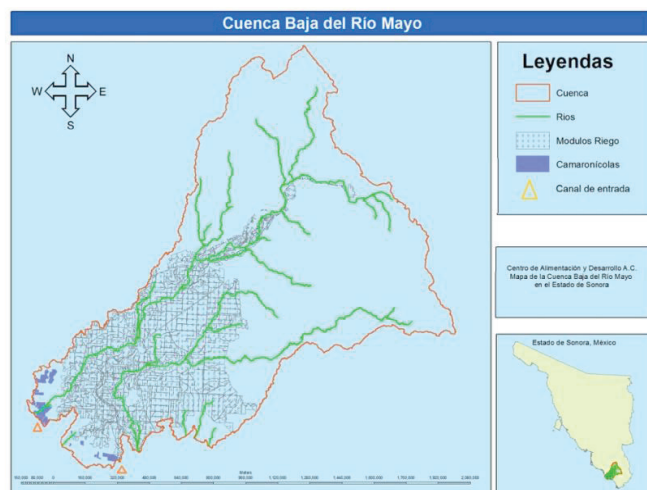 Cuenca Baja del Río Mayo
N
W E
S
Leyendas
Cuenca
Rios
Modulos Riego
Camaronícolas
Canal de entrada
Centro de Alimentación y Desarrollo A.C.
Mapa de la Cuenca Baja del Río Mayo
en el Estado de Sonora
Estado de Sonora, México